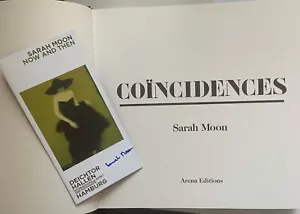 SARAH MOON
NOW AND THEN
DEICHTOR
HALLEN
HAMBURG
COÏNCIDENCES
Sarah Moon
Arena Editions